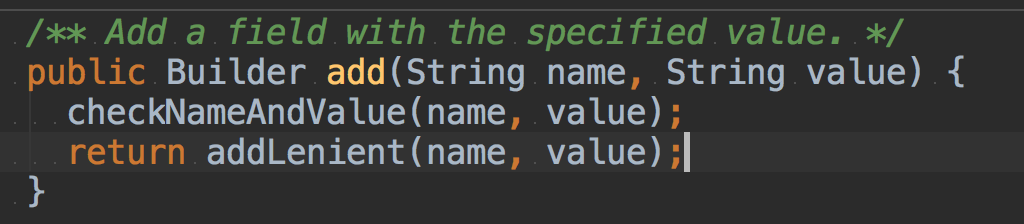 /** Add a field with the specified value. */
public Builder add(String name, String value) {
  checkNameAndValue(name, value);
  return addLenient(name, value);
}